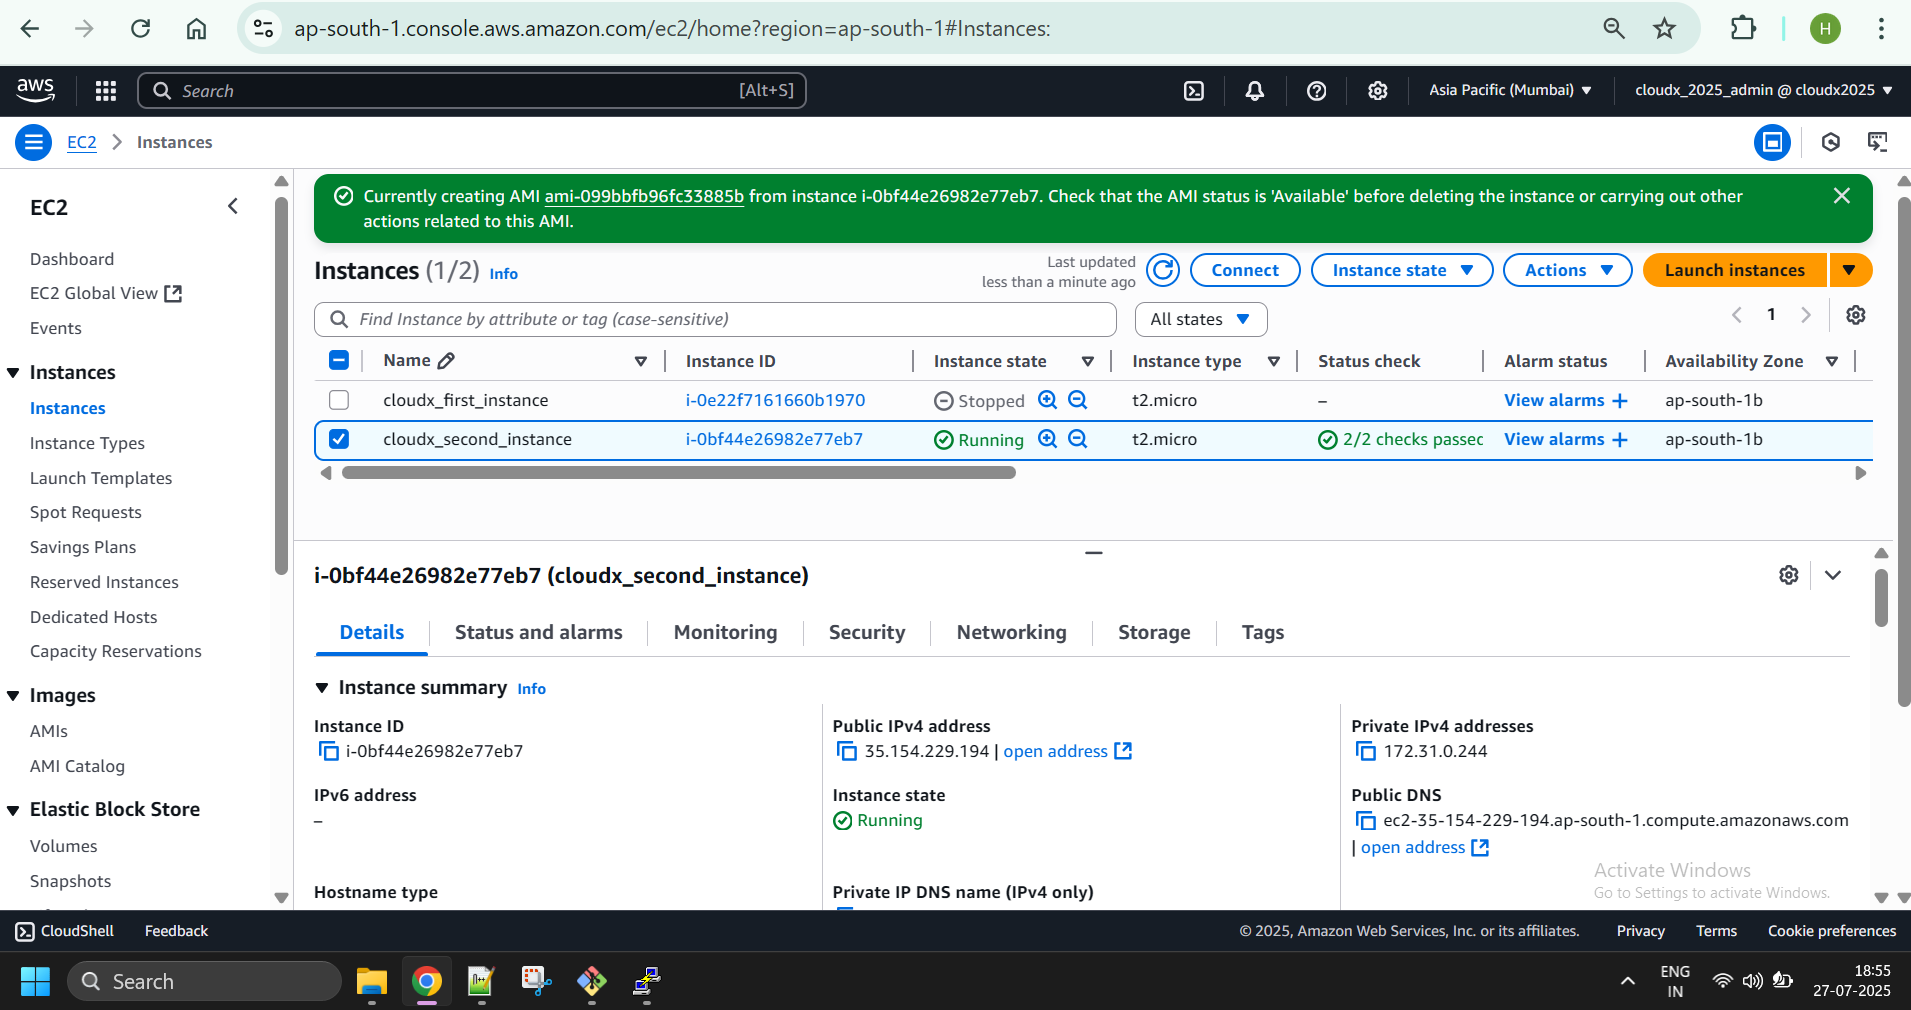 ap-south-1.console.aws.amazon.com/ec2/home?region=ap-south-1#Instances:
H
aws
Search
[Alt+S]
Asia Pacific (Mumbai)
cloudx_2025_admin @ cloudx2025
EC2
Instances
EC2
Dashboard
EC2 Global View
Events
Instances
Instances
Instance Types
Launch Templates
Spot Requests
Savings Plans
Reserved Instances
Dedicated Hosts
Capacity Reservations
Images
AMIs
AMI Catalog
Elastic Block Store
Volumes
Snapshots
Currently creating AMI ami-099bbfb96fc33885b from instance i-0bf44e26982e77eb7. Check that the AMI status is 'Available' before deleting the instance or carrying out other
actions related to this AMI.
Instances (1/2) Info
Last updated
less than a minute ago
Connect
Instance state
Actions
Launch instances
Find Instance by attribute or tag (case-sensitive)
All states
1
Name Instance ID Instance state Instance type Status check Alarm status Availability Zone
cloudx_first_instance i-0e22f7161660b1970 Stopped t2.micro – View alarms + ap-south-1b
cloudx_second_instance i-0bf44e26982e77eb7 Running t2.micro 2/2 checks passec View alarms + ap-south-1b
i-0bf44e26982e77eb7 (cloudx_second_instance)
Details Status and alarms Monitoring Security Networking Storage Tags
Instance summary Info
Instance ID
i-0bf44e26982e77eb7
Public IPv4 address
35.154.229.194 | open address
Private IPv4 addresses
172.31.0.244
IPv6 address
–
Instance state
Running
Public DNS
ec2-35-154-229-194.ap-south-1.compute.amazonaws.com
| open address
Hostname type
Private IP DNS name (IPv4 only)
Activate Windows
Go to Settings to activate Windows.
CloudShell
Feedback
© 2025, Amazon Web Services, Inc. or its affiliates.
Privacy
Terms
Cookie preferences
Search
ENG
IN
18:55
27-07-2025